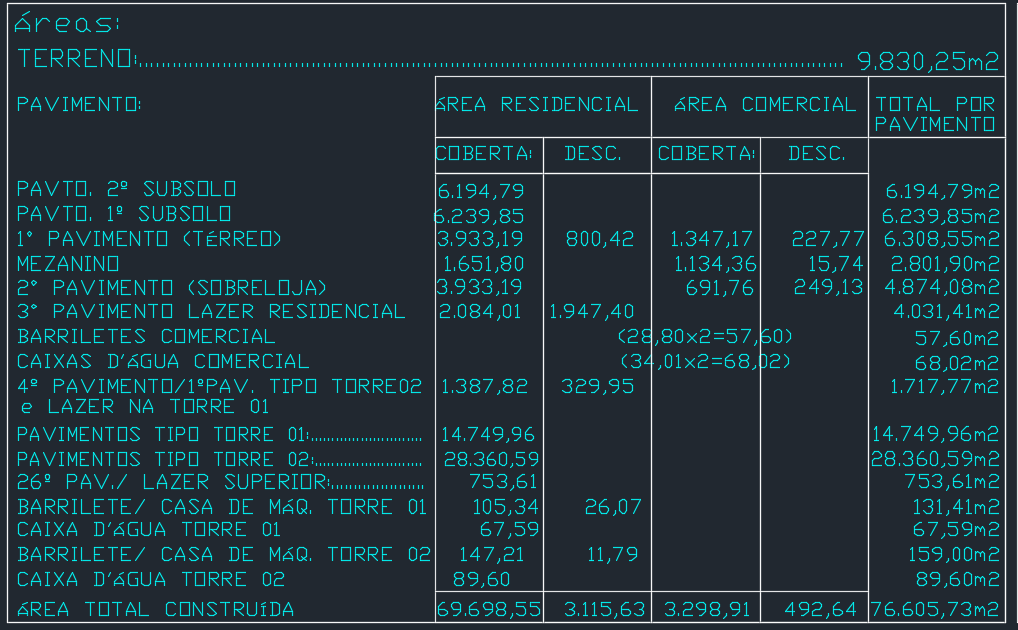 áreas:
TERRENO:........................................................................................................................ 9.830,25m2
PAVIMENTO: ÁREA RESIDENCIAL ÁREA COMERCIAL TOTAL POR
PAVIMENTO
COBERTA: DESC. COBERTA: DESC.
PAVTO. 2º SUBSOLO 6.194,79 6.194,79m2
PAVTO. 1º SUBSOLO 6.239,85 6.239,85m2
1° PAVIMENTO (TéRREO) 3.933,19 800,42 1.347,17 227,77 6.308,55m2
MEZANINO 1.651,80 1.134,36 15,74 2.801,90m2
2° PAVIMENTO (SOBRELOJA) 3.933,19 691,76 249,13 4.874,08m2
3° PAVIMENTO LAZER RESIDENCIAL 2.084,01 1.947,40 4.031,41m2
BARRILETES COMERCIAL (28,80x2=57,60) 57,60m2
CAIXAS D'áGUA COMERCIAL (34,01x2=68,02) 68,02m2
4º PAVIMENTO/1ºPAV. TIPO TORRE02 1.387,82 329,95 1.717,77m2
e LAZER NA TORRE 01
PAVIMENTOS TIPO TORRE 01:........................... 14.749,96 14.749,96m2
PAVIMENTOS TIPO TORRE 02:.......................... 28.360,59 28.360,59m2
26º PAV./ LAZER SUPERIOR:...................... 753,61 753,61m2
BARRILETE/ CASA DE MáQ. TORRE 01 105,34 26,07 131,41m2
CAIXA D'áGUA TORRE 01 67,59 67,59m2
BARRILETE/ CASA DE MáQ. TORRE 02 147,21 11,79 159,00m2
CAIXA D'áGUA TORRE 02 89,60 89,60m2
áREA TOTAL CONSTRUíDA 69.698,55 3.115,63 3.298,91 492,64 76.605,73m2